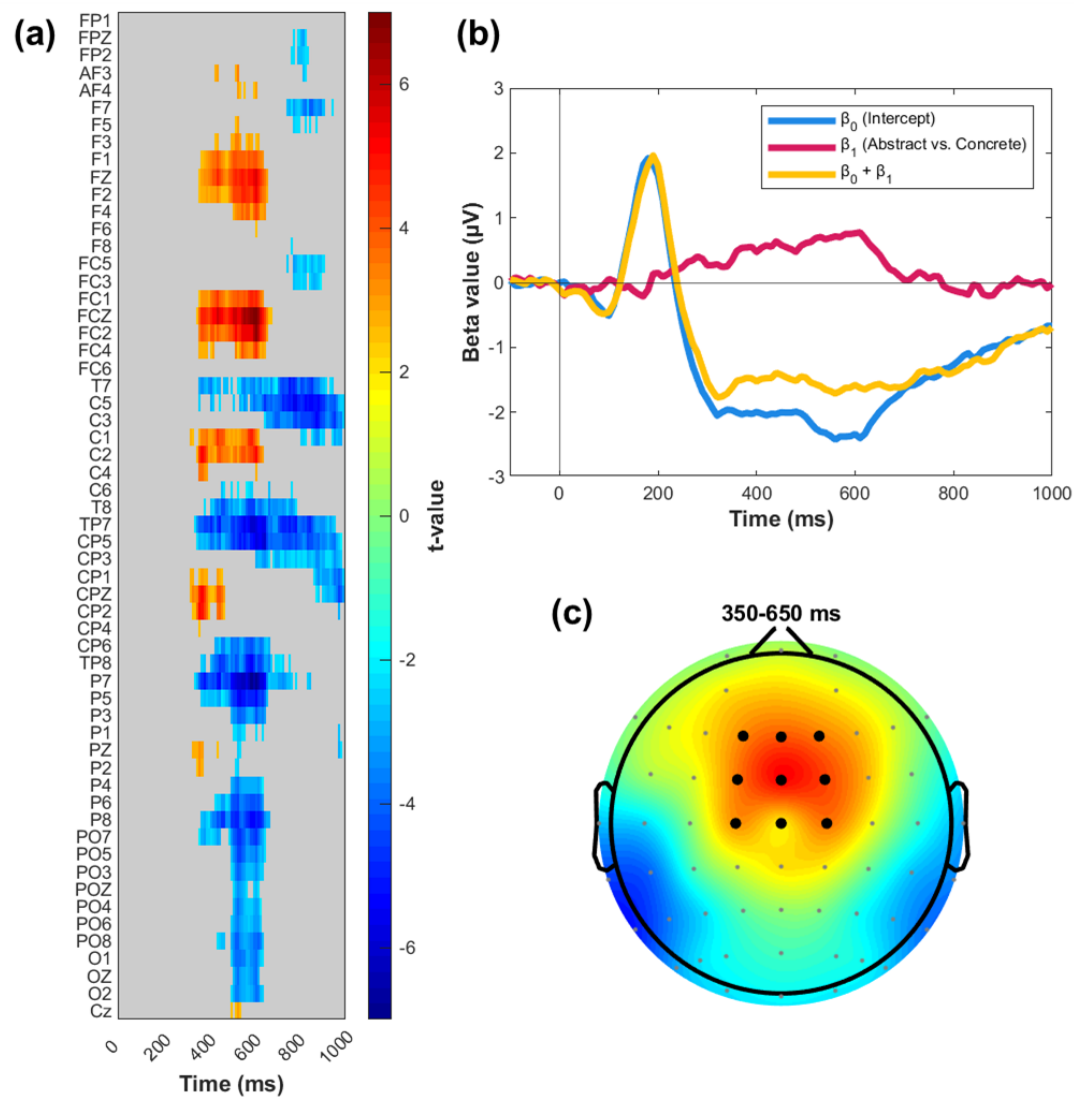 (a)
FP1
FPZ
FP2
AF3
AF4
F7
F5
F3
F1
FZ
F2
F4
F6
F8
FC5
FC3
FC1
FCZ
FC2
FC4
FC6
T7
C5
C3
C1
C2
C4
C6
T8
TP7
CP5
CP3
CP1
CPZ
CP2
CP4
CP6
TP8
P7
P5
P3
P1
PZ
P2
P4
P6
P8
PO7
PO5
PO3
POZ
PO4
PO6
PO8
O1
OZ
O2
Cz
0 200 400 600 800 1000
Time (ms)
6
4
2
0
-2
-4
-6
t-value
(b)
3
2
1
0
-1
-2
-3
Beta value (µV)
β0 (Intercept)
β1 (Abstract vs. Concrete)
β0 + β1
0 200 400 600 800 1000
Time (ms)
(c)
350-650 ms